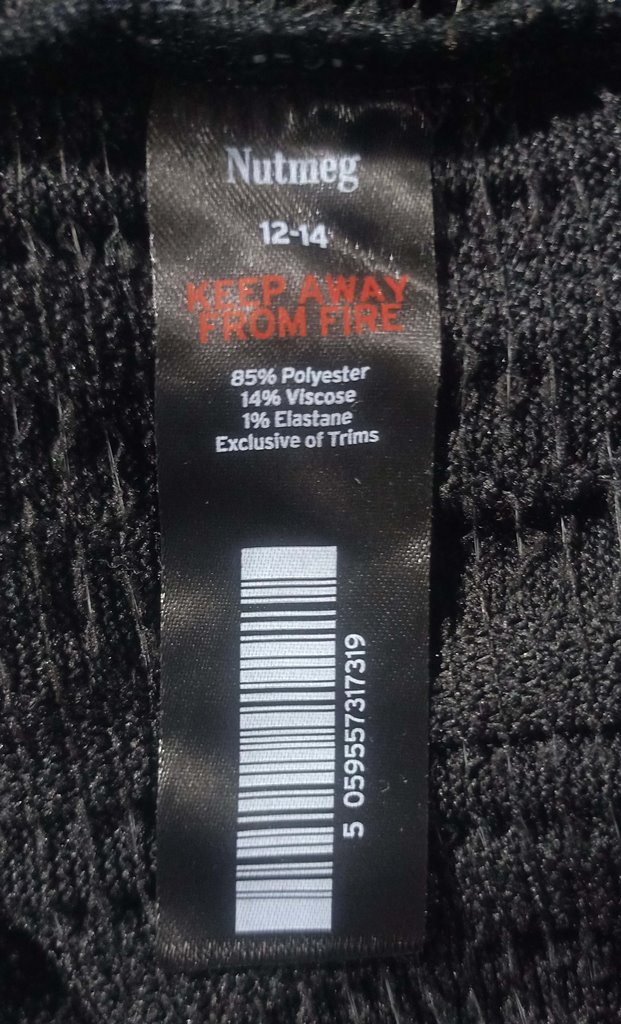 Nutmeg
12-14
KEEP AWAY
FROM FIRE
85% Polyester
14% Viscose
1% Elastane
Exclusive of Trims
5 059557317319